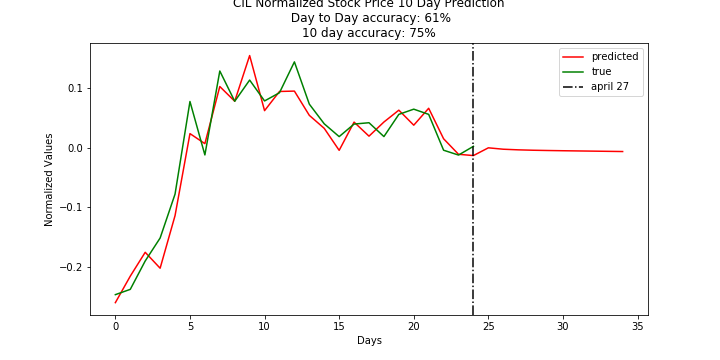 CIL Normalized Stock Price 10 Day Prediction
Day to Day accuracy: 61%
10 day accuracy: 75%
predicted
true
april 27
0.1
0.0
−0.1
−0.2
Normalized Values
0
5
10
15
20
25
30
35
Days